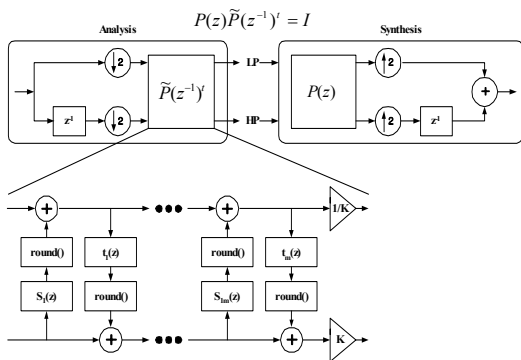 P(z)P̃(z⁻¹)ᵗ = I
Analysis
Synthesis
↓2
LP
↑2
P̃(z⁻¹)ᵗ
P(z)
+
z⁻¹
↓2
HP
↑2
z⁻¹
+
•••
+
1/K
round()
t₁(z)
round()
tₘ(z)
S₁(z)
round()
S₁ₘ(z)
round()
+
•••
+
K